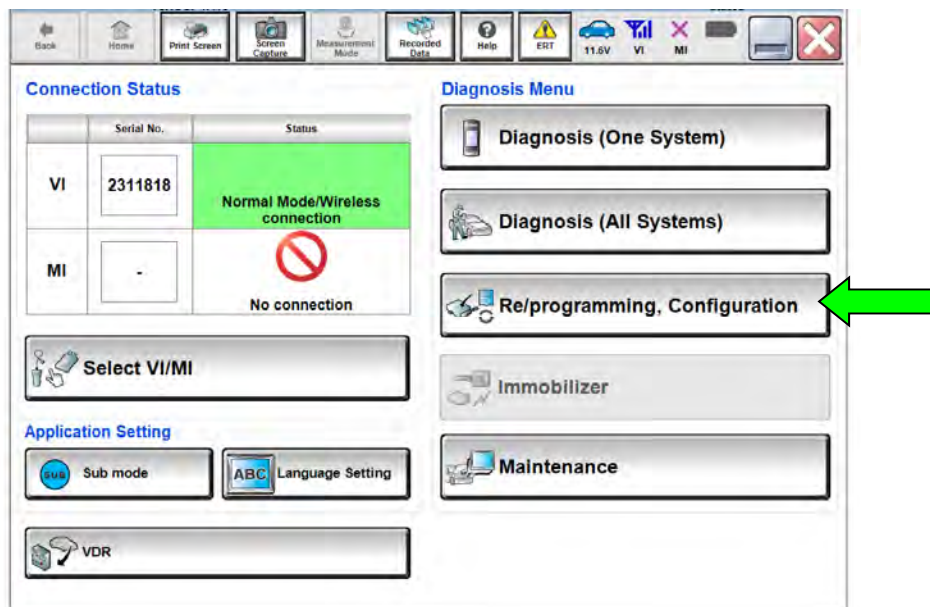 Back
Home
Print Screen
Screen
Capture
Measurement
Mode
Recorded
Data
Help
ERT
11.6V
VI
MI
Connection Status
Serial No.
Status
VI
2311818
Normal Mode/Wireless
connection
MI
-
No connection
Select VI/MI
Application Setting
SUB
Sub mode
ABC
Language Setting
VDR
Diagnosis Menu
Diagnosis (One System)
Diagnosis (All Systems)
Re/programming, Configuration
Immobilizer
Maintenance